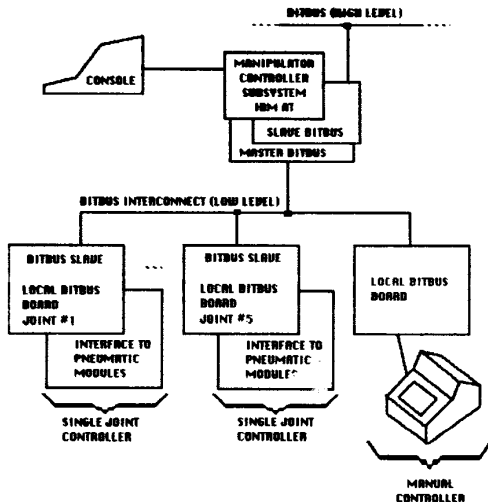 BITBUS (HIGH LEVEL)
CONSOLE
MANIPULATOR
CONTROLLER
SUBSYSTEM
IBM AT
SLAVE BITBUS
MASTER BITBUS
BITBUS INTERCONNECT (LOW LEVEL)
BITBUS SLAVE
LOCAL BITBUS
BOARD
JOINT #1
INTERFACE TO
PNEUMATIC
MODULES
SINGLE JOINT
CONTROLLER
BITBUS SLAVE
LOCAL BITBUS
BOARD
JOINT #5
INTERFACE TO
PNEUMATIC
MODULES
SINGLE JOINT
CONTROLLER
LOCAL BITBUS
BOARD
MANUAL
CONTROLLER